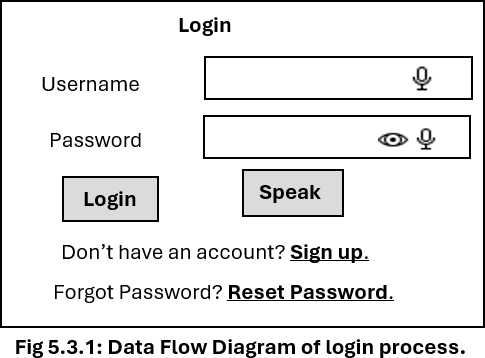 Login
Username
Password
Login
Speak
Don’t have an account? Sign up.
Forgot Password? Reset Password.
Fig 5.3.1: Data Flow Diagram of login process.